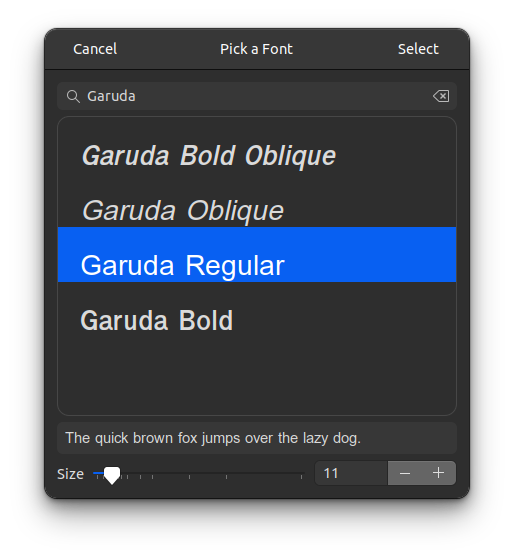 Cancel Pick a Font Select
Garuda
Garuda Bold Oblique
Garuda Oblique
Garuda Regular
Garuda Bold
The quick brown fox jumps over the lazy dog.
Size 11 − +